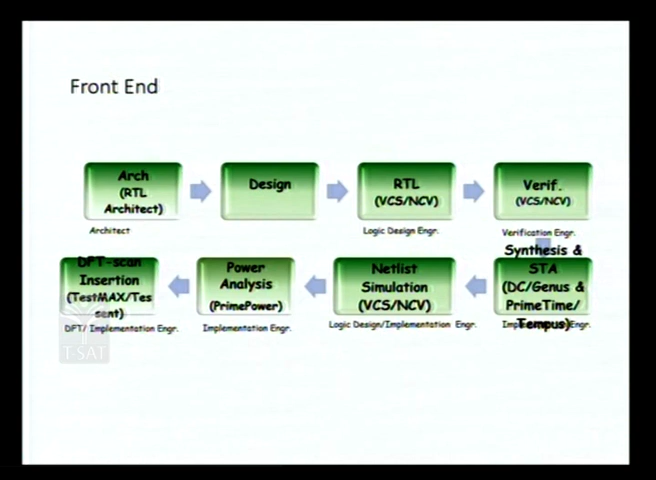 Front End
Arch
(RTL
Architect)
Design
RTL
(VCS/NCV)
Verif.
(VCS/NCV)
Architect
Logic Design Engr.
Verification Engr.
DFT-scan
Insertion
(TestMAX/Tes
sent)
Power
Analysis
(PrimePower)
Netlist
Simulation
(VCS/NCV)
Synthesis &
STA
(DC/Genus &
PrimeTime/
Tempus)
DFT/ Implementation Engr.
Implementation Engr.
Logic Design/Implementation Engr.
Engr.
T-SAT